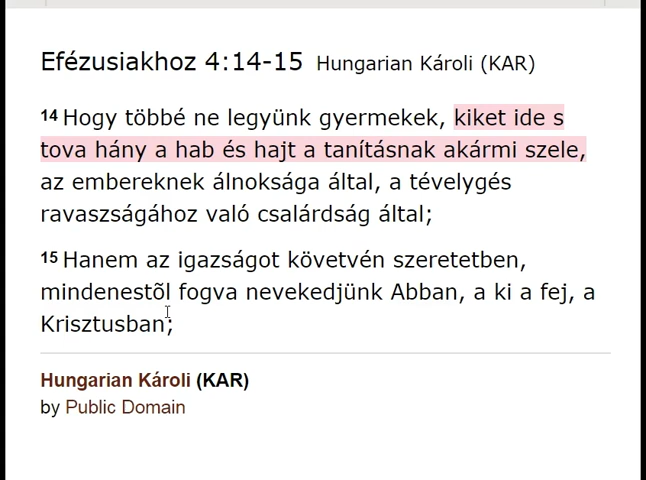 Efézusiakhoz 4:14-15 Hungarian Károli (KAR)
14 Hogy többé ne legyünk gyermekek, kiket ide s
tova hány a hab és hajt a tanításnak akármi szele,
az embereknek álnoksága által, a tévelygés
ravaszságához való csalárdság által;
15 Hanem az igazságot követvén szeretetben,
mindenestõl fogva nevekedjünk Abban, a ki a fej, a
Krisztusban;
Hungarian Károli (KAR)
by Public Domain